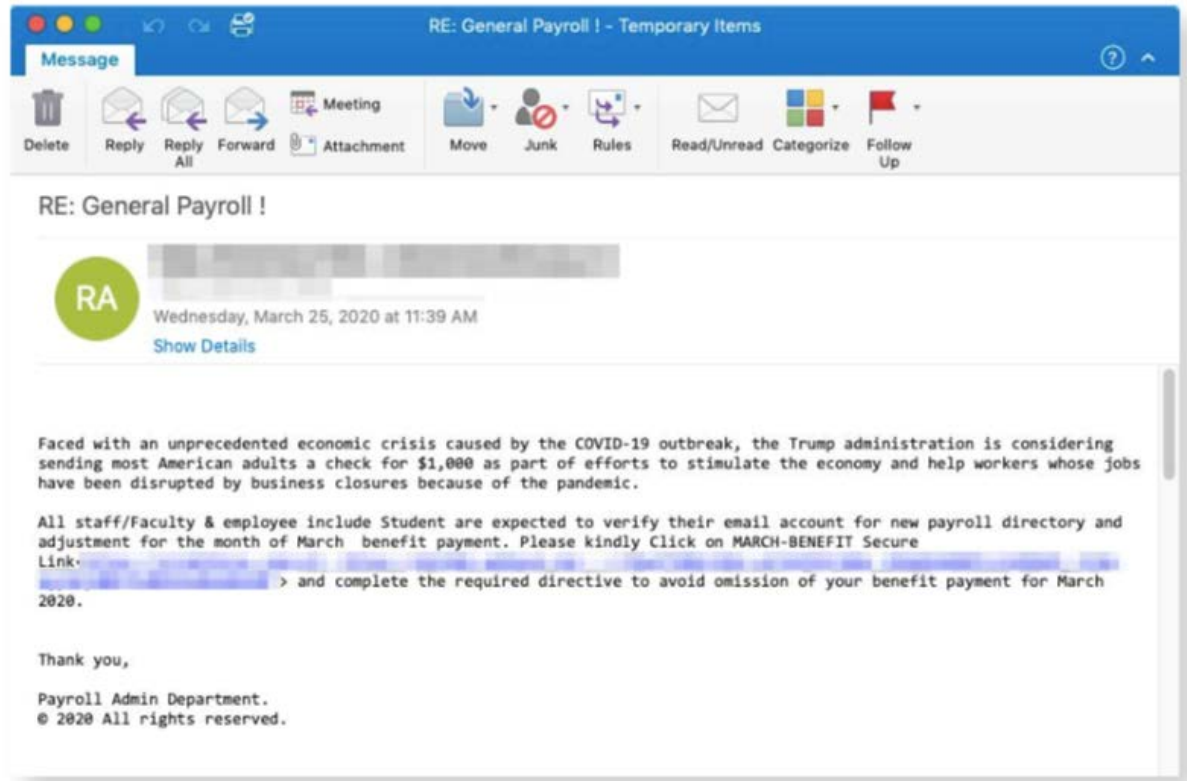 RE: General Payroll ! - Temporary Items
Message
Delete
Reply
Reply All
Forward
Meeting
Attachment
Move
Junk
Rules
Read/Unread
Categorize
Follow Up
RE: General Payroll !
RA
Wednesday, March 25, 2020 at 11:39 AM
Show Details
Faced with an unprecedented economic crisis caused by the COVID-19 outbreak, the Trump administration is considering
sending most American adults a check for $1,000 as part of efforts to stimulate the economy and help workers whose jobs
have been disrupted by business closures because of the pandemic.
All staff/Faculty & employee include Student are expected to verify their email account for new payroll directory and
adjustment for the month of March  benefit payment. Please kindly Click on MARCH-BENEFIT Secure
Link<
> and complete the required directive to avoid omission of your benefit payment for March
2020.
Thank you,
Payroll Admin Department.
© 2020 All rights reserved.